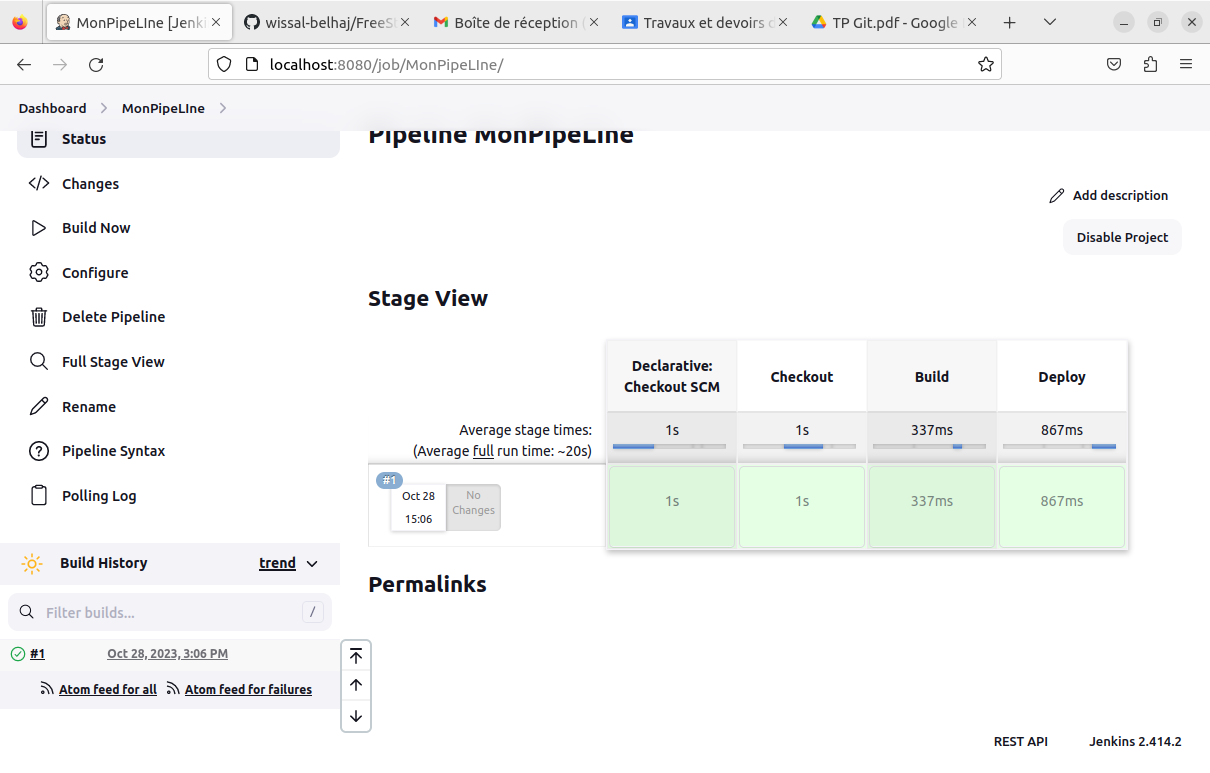 MonPipeLIne [Jenki
wissal-belhaj/FreeS
Boîte de réception (
Travaux et devoirs d
TP Git.pdf - Google
localhost:8080/job/MonPipeLIne/
Dashboard
MonPipeLIne
Status
Changes
Build Now
Configure
Delete Pipeline
Full Stage View
Rename
Pipeline Syntax
Polling Log
Build History
trend
Filter builds...
/
#1
Oct 28, 2023, 3:06 PM
Atom feed for all
Atom feed for failures
Pipeline MonPipeLIne
Add description
Disable Project
Stage View
Declarative:
Checkout SCM
Checkout
Build
Deploy
Average stage times:
(Average full run time: ~20s)
1s
1s
337ms
867ms
#1
Oct 28
15:06
No
Changes
1s
1s
337ms
867ms
Permalinks
REST API
Jenkins 2.414.2